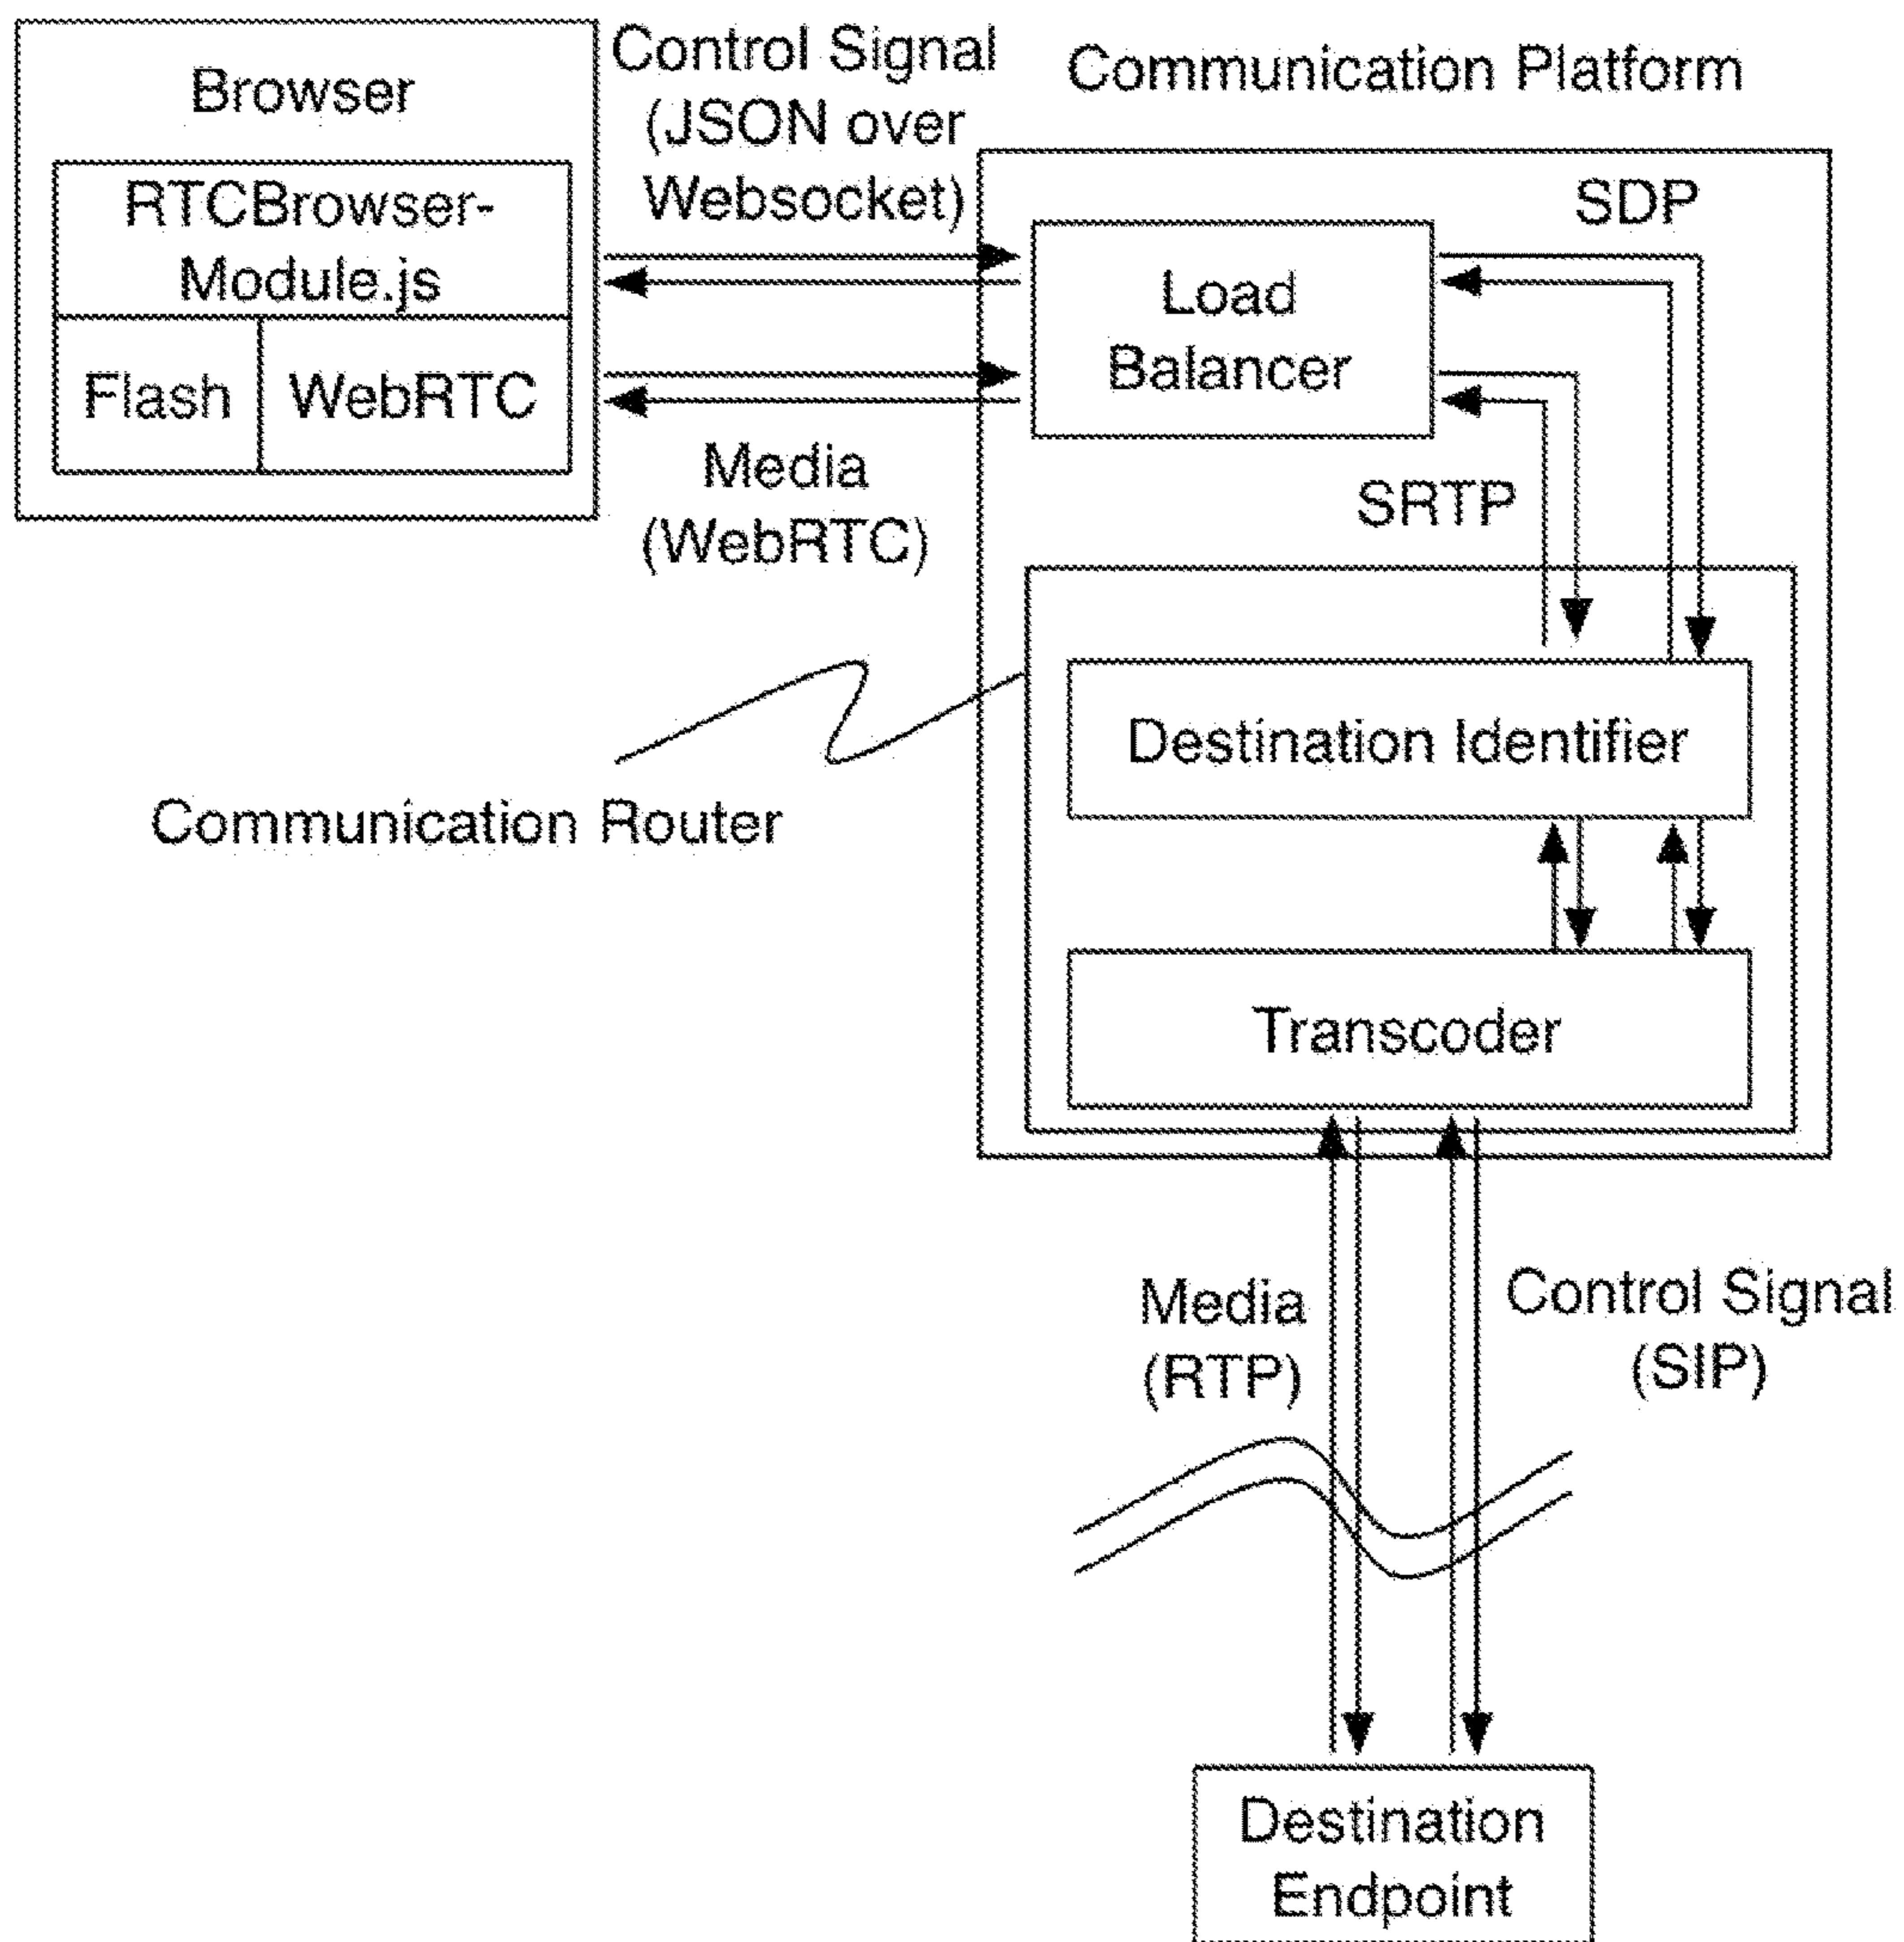 Browser
RTCBrowser-
Module.js
Flash
WebRTC
Control Signal
(JSON over
Websocket)
Media
(WebRTC)
Communication Platform
Load
Balancer
SDP
SRTP
Communication Router
Destination Identifier
Transcoder
Media
(RTP)
Control Signal
(SIP)
Destination
Endpoint